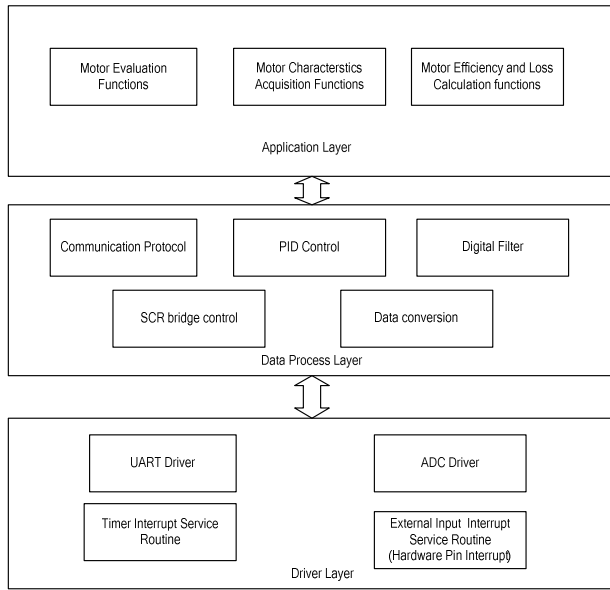 Motor Evaluation
Functions
Motor Characterstics
Acquisition Functions
Motor Efficiency and Loss
Calculation functions
Application Layer
Communication Protocol
PID Control
Digital Filter
SCR bridge control
Data conversion
Data Process Layer
UART Driver
ADC Driver
Timer Interrupt Service
Routine
External Input Interrupt
Service Routine
(Hardware Pin Interrupt)
Driver Layer